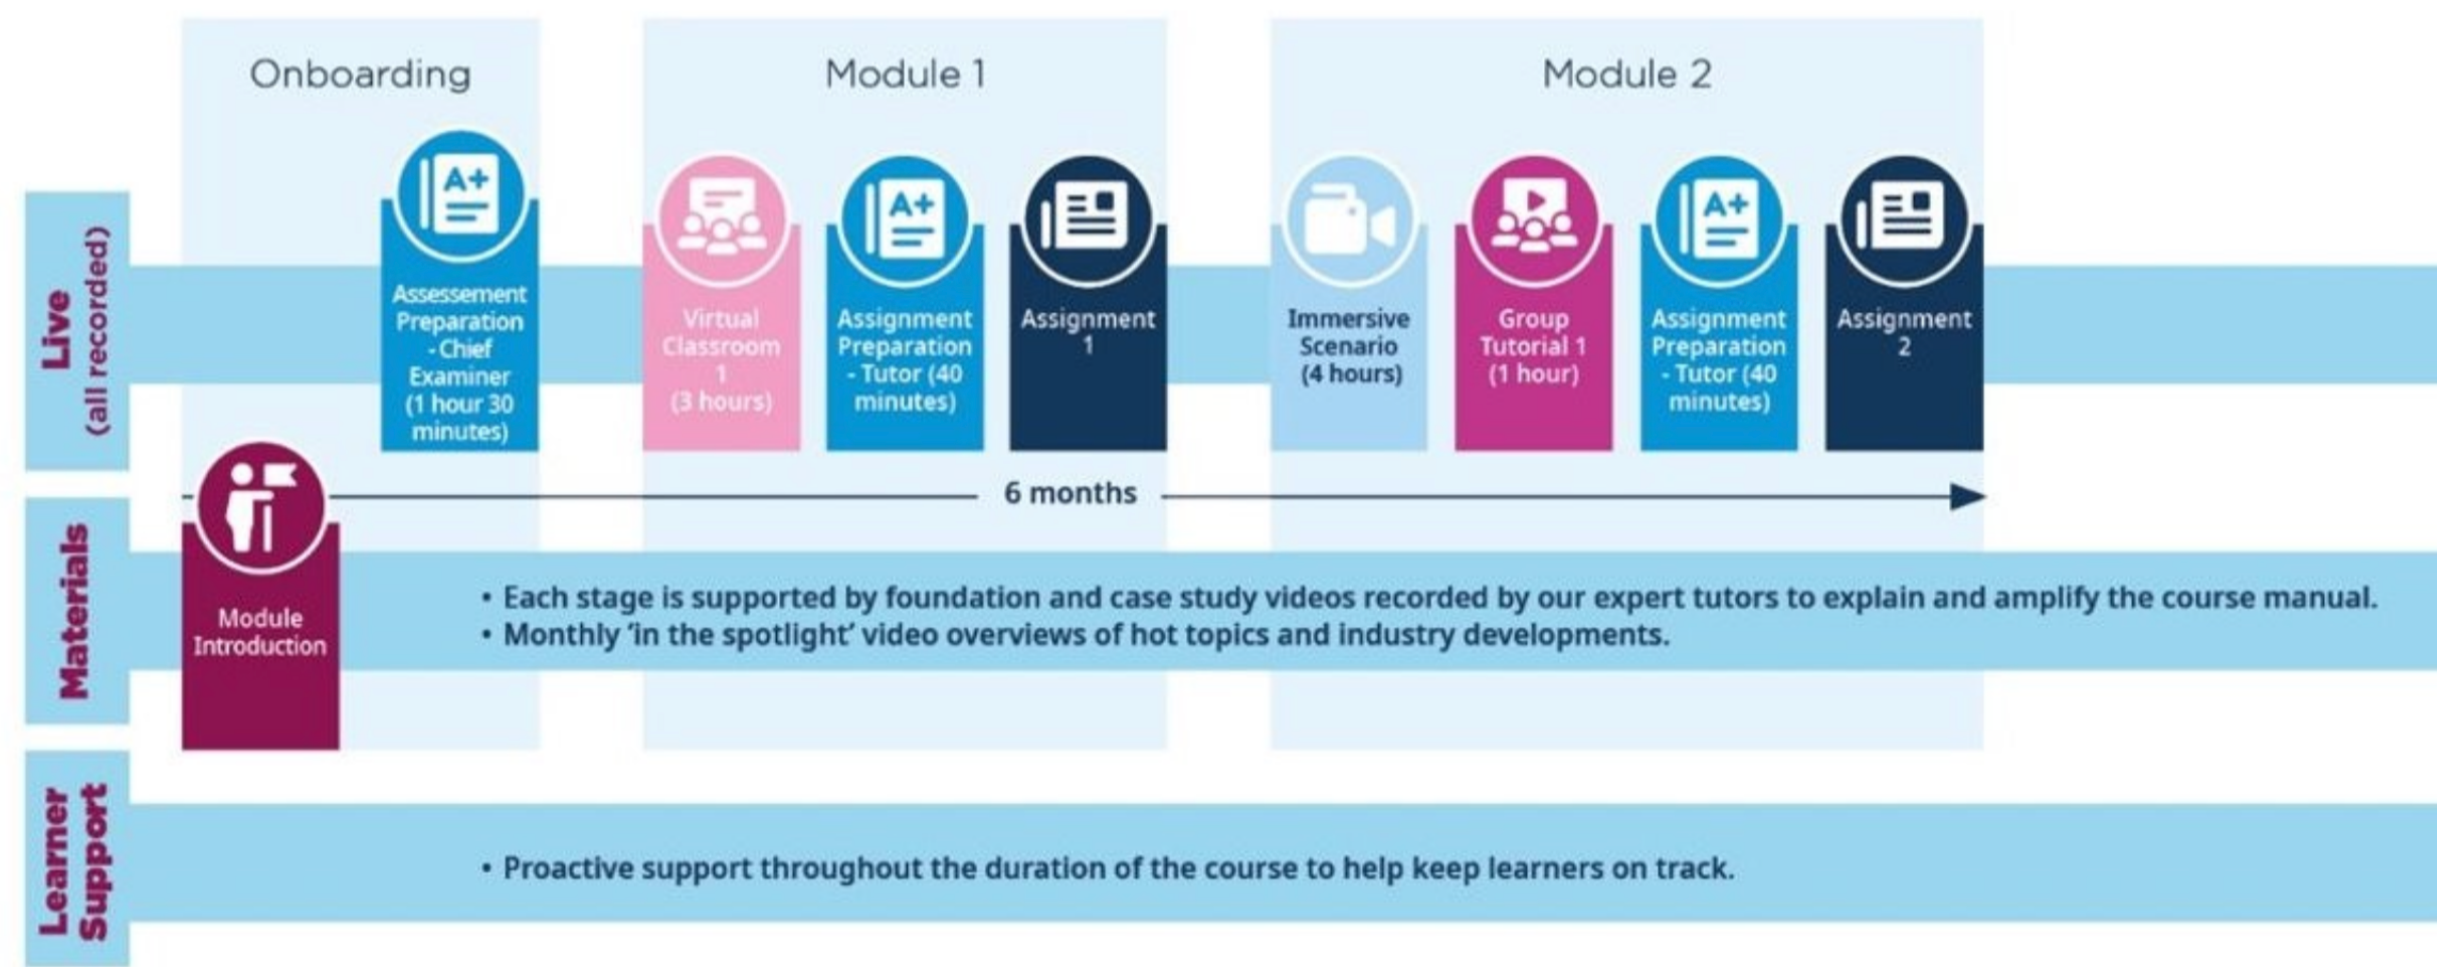 Onboarding
Module 1
Module 2
Live
(all recorded)
A+
Assessement
Preparation
- Chief
Examiner
(1 hour 30
minutes)
Virtual
Classroom
1
(3 hours)
A+
Assignment
Preparation
- Tutor (40
minutes)
Assignment
1
Immersive
Scenario
(4 hours)
Group
Tutorial 1
(1 hour)
A+
Assignment
Preparation
- Tutor (40
minutes)
Assignment
2
6 months
Materials
Module
Introduction
• Each stage is supported by foundation and case study videos recorded by our expert tutors to explain and amplify the course manual.
• Monthly ‘in the spotlight’ video overviews of hot topics and industry developments.
Learner
Support
• Proactive support throughout the duration of the course to help keep learners on track.